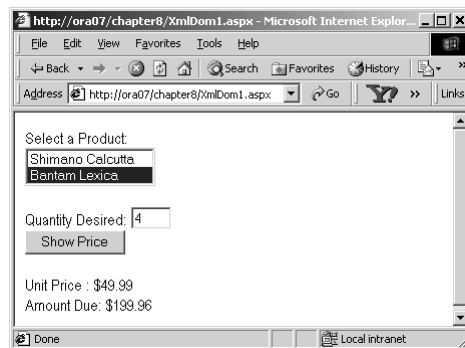 http://ora07/chapter8/XmlDom1.aspx - Microsoft Internet Explor...
File Edit View Favorites Tools Help
Back Search Favorites History »
Address http://ora07/chapter8/XmlDom1.aspx Go » Links
Select a Product:
Shimano Calcutta
Bantam Lexica
Quantity Desired: 4
Show Price
Unit Price : $49.99
Amount Due: $199.96
Done Local intranet